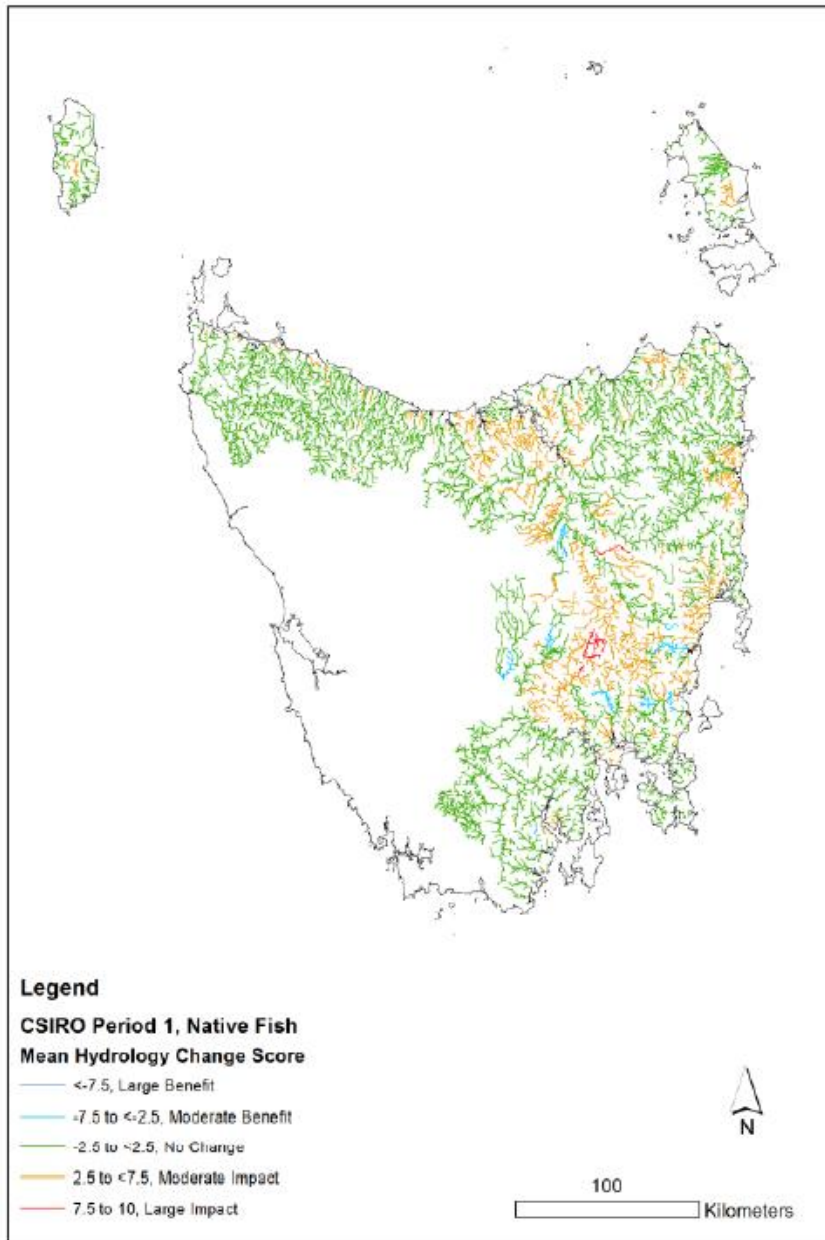 Legend
CSIRO Period 1, Native Fish
Mean Hydrology Change Score
<-7.5, Large Benefit
-7.5 to <-2.5, Moderate Benefit
-2.5 to <2.5, No Change
2.5 to <7.5, Moderate Impact
7.5 to 10, Large Impact
N
100
Kilometers